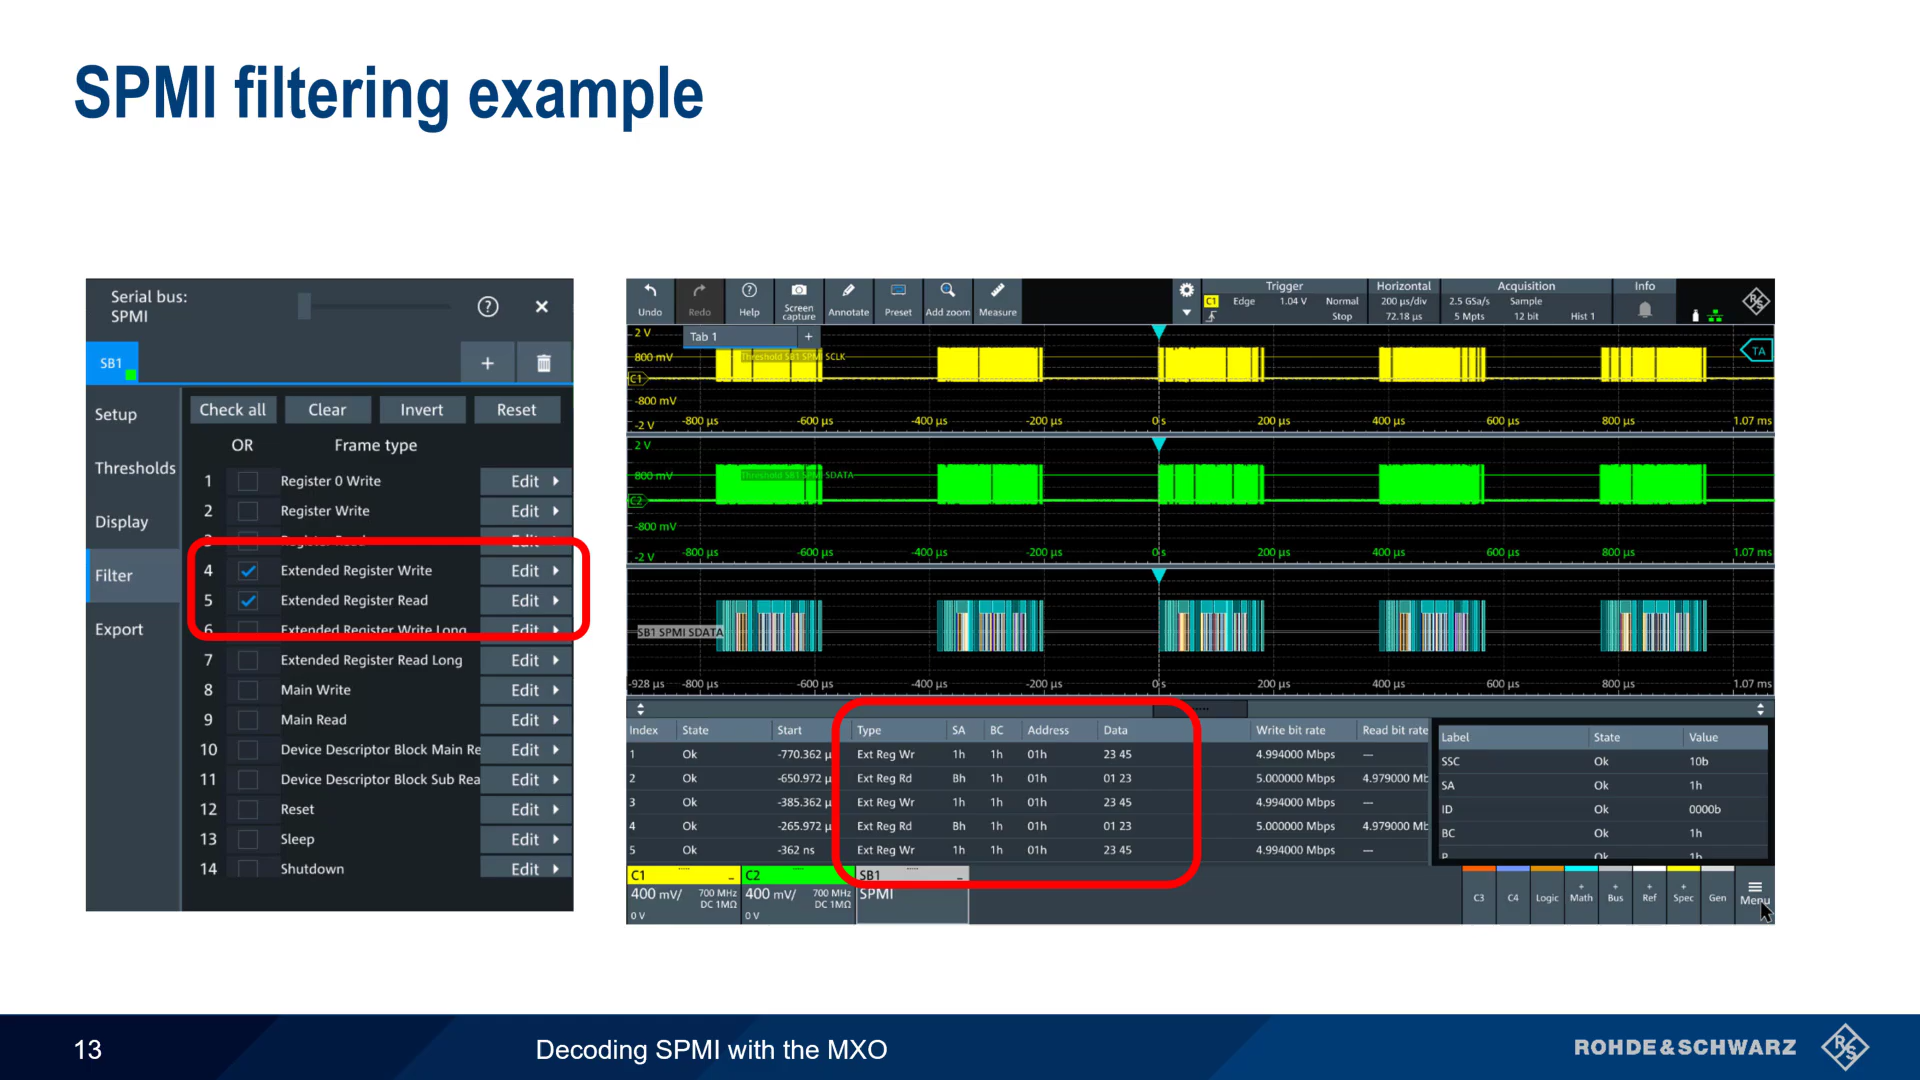 SPMI filtering example
Serial bus:
SPMI
SB1
+
Setup
Thresholds
Display
Filter
Export
Check all Clear Invert Reset
OR Frame type
1 Register 0 Write Edit
2 Register Write Edit
3 Register Read Edit
4 Extended Register Write Edit
5 Extended Register Read Edit
6 Extended Register Write Long Edit
7 Extended Register Read Long Edit
8 Main Write Edit
9 Main Read Edit
10 Device Descriptor Block Main Re Edit
11 Device Descriptor Block Sub Rea Edit
12 Reset Edit
13 Sleep Edit
14 Shutdown Edit
Undo Redo Help Screen capture Annotate Preset Add zoom Measure
Trigger Horizontal Acquisition Info
C1 Edge 1.04 V Normal 200 µs/div 2.5 GSa/s Sample
Stop 72.18 µs 5 Mpts 12 bit Hist 1
Tab 1 +
2 V
800 mV Threshold SB1 SPMI SCLK
TA
C1
-800 mV
-2 V -800 µs -600 µs -400 µs -200 µs 0 s 200 µs 400 µs 600 µs 800 µs 1.07 ms
2 V
800 mV Threshold SB1 SPMI SDATA
C2
-800 mV
-2 V -800 µs -600 µs -400 µs -200 µs 0 s 200 µs 400 µs 600 µs 800 µs 1.07 ms
SB1 SPMI SDATA
-928 µs -800 µs -600 µs -400 µs -200 µs 0 s 200 µs 400 µs 600 µs 800 µs 1.07 ms
Index State Start Type SA BC Address Data Write bit rate Read bit rate
1 Ok -770.362 µ Ext Reg Wr 1h 1h 01h 23 45 4.994000 Mbps —
2 Ok -650.972 µ Ext Reg Rd Bh 1h 01h 01 23 5.000000 Mbps 4.979000 Mb
3 Ok -385.362 µ Ext Reg Wr 1h 1h 01h 23 45 4.994000 Mbps —
4 Ok -265.972 µ Ext Reg Rd Bh 1h 01h 01 23 5.000000 Mbps 4.979000 Mb
5 Ok -362 ns Ext Reg Wr 1h 1h 01h 23 45 4.994000 Mbps —
Label State Value
SSC Ok 10b
SA Ok 1h
ID Ok 0000b
BC Ok 1h
P Ok 1b
C1 C2 SB1
400 mV/ 700 MHz 400 mV/ 700 MHz SPMI
DC 1MΩ DC 1MΩ
0 V 0 V
C3 C4 Logic + Math + Bus + Ref + Spec Gen Menu
13
Decoding SPMI with the MXO
ROHDE&SCHWARZ
R S